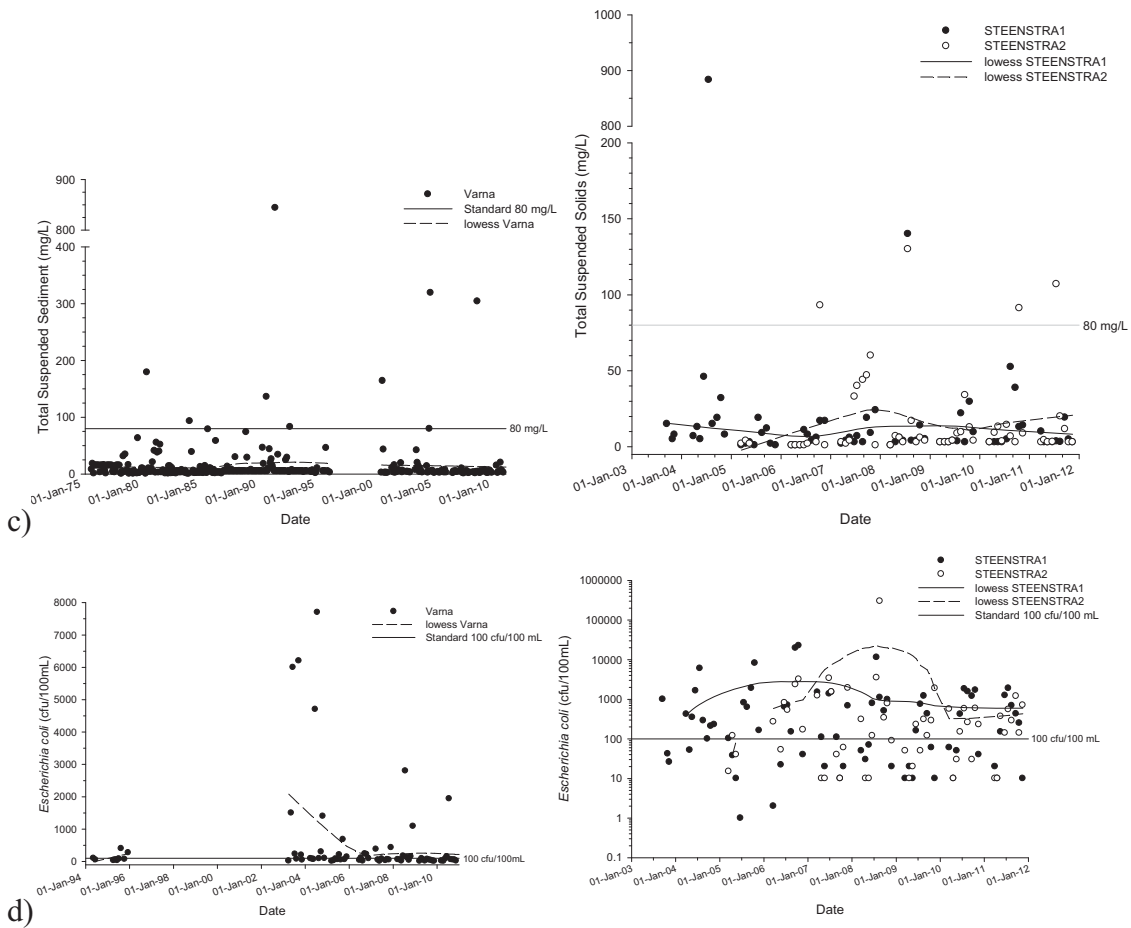 900
800
400
300
200
100
0
Total Suspended Sediment (mg/L)
Varna
Standard 80 mg/L
lowess Varna
80 mg/L
01-Jan-75
01-Jan-80
01-Jan-85
01-Jan-90
01-Jan-95
01-Jan-00
01-Jan-05
01-Jan-10
Date
c)
1000
900
800
200
150
100
50
0
Total Suspended Solids (mg/L)
STEENSTRA1
STEENSTRA2
lowess STEENSTRA1
lowess STEENSTRA2
80 mg/L
01-Jan-03
01-Jan-04
01-Jan-05
01-Jan-06
01-Jan-07
01-Jan-08
01-Jan-09
01-Jan-10
01-Jan-11
01-Jan-12
Date
8000
7000
6000
5000
4000
3000
2000
1000
0
Escherichia coli (cfu/100mL)
Varna
lowess Varna
Standard 100 cfu/100 mL
100 cfu/100mL
01-Jan-94
01-Jan-96
01-Jan-98
01-Jan-00
01-Jan-02
01-Jan-04
01-Jan-06
01-Jan-08
01-Jan-10
Date
d)
1000000
100000
10000
1000
100
10
1
0.1
Escherichia coli (cfu/100mL)
STEENSTRA1
STEENSTRA2
lowess STEENSTRA1
lowess STEENSTRA2
Standard 100 cfu/100 mL
100 cfu/100mL
01-Jan-03
01-Jan-04
01-Jan-05
01-Jan-06
01-Jan-07
01-Jan-08
01-Jan-09
01-Jan-10
01-Jan-11
01-Jan-12
Date